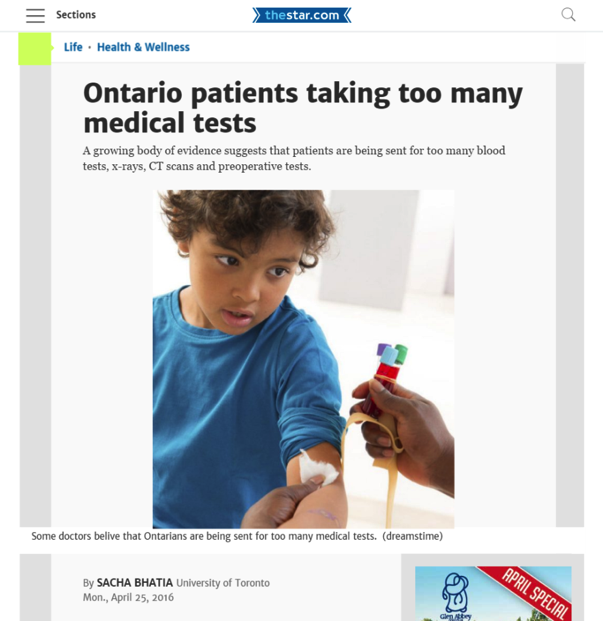 Sections
thestar.com
Life · Health & Wellness
Ontario patients taking too many
medical tests
A growing body of evidence suggests that patients are being sent for too many blood
tests, x-rays, CT scans and preoperative tests.
Some doctors belive that Ontarians are being sent for too many medical tests. (dreamstime)
By SACHA BHATIA University of Toronto
Mon., April 25, 2016
APRIL SPECIAL
Glen Abbey